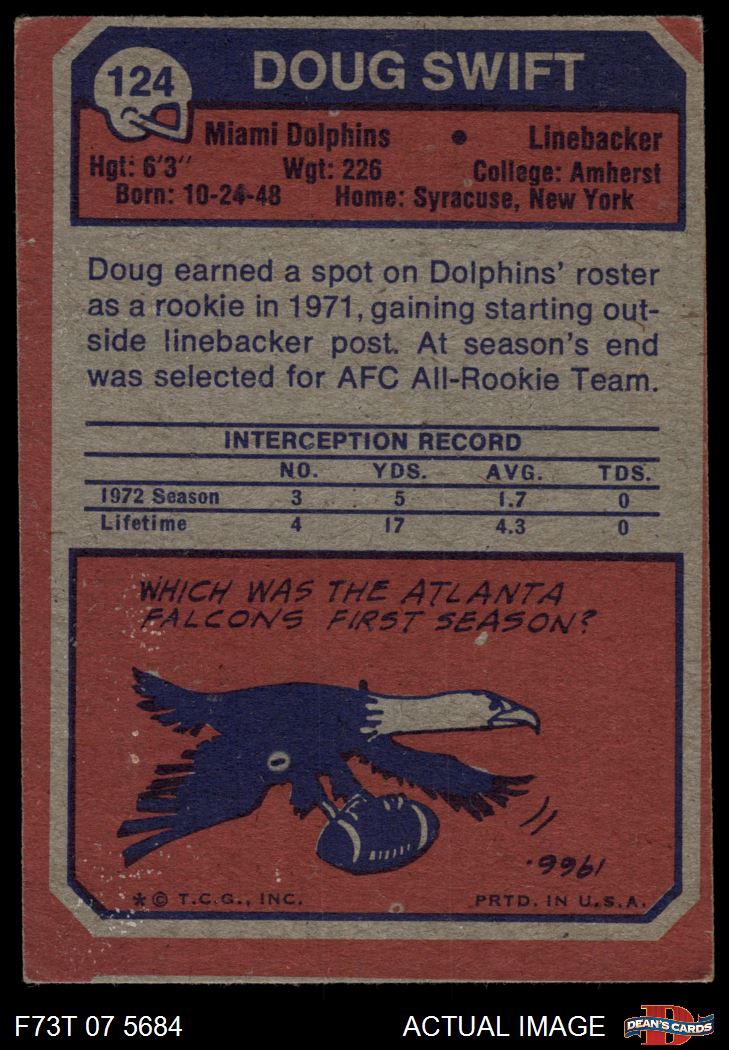 124
DOUG SWIFT
Miami Dolphins • Linebacker
Hgt: 6'3" Wgt: 226 College: Amherst
Born: 10-24-48 Home: Syracuse, New York
Doug earned a spot on Dolphins' roster
as a rookie in 1971, gaining starting out-
side linebacker post. At season's end
was selected for AFC All-Rookie Team.
INTERCEPTION RECORD
NO. YDS. AVG. TDS.
1972 Season 3 5 1.7 0
Lifetime 4 17 4.3 0
WHICH WAS THE ATLANTA
FALCONS FIRST SEASON?
1966.
* © T.C.G., INC. PRTD. IN U.S.A.
F73T 07 5684 ACTUAL IMAGE DEAN'S CARDS